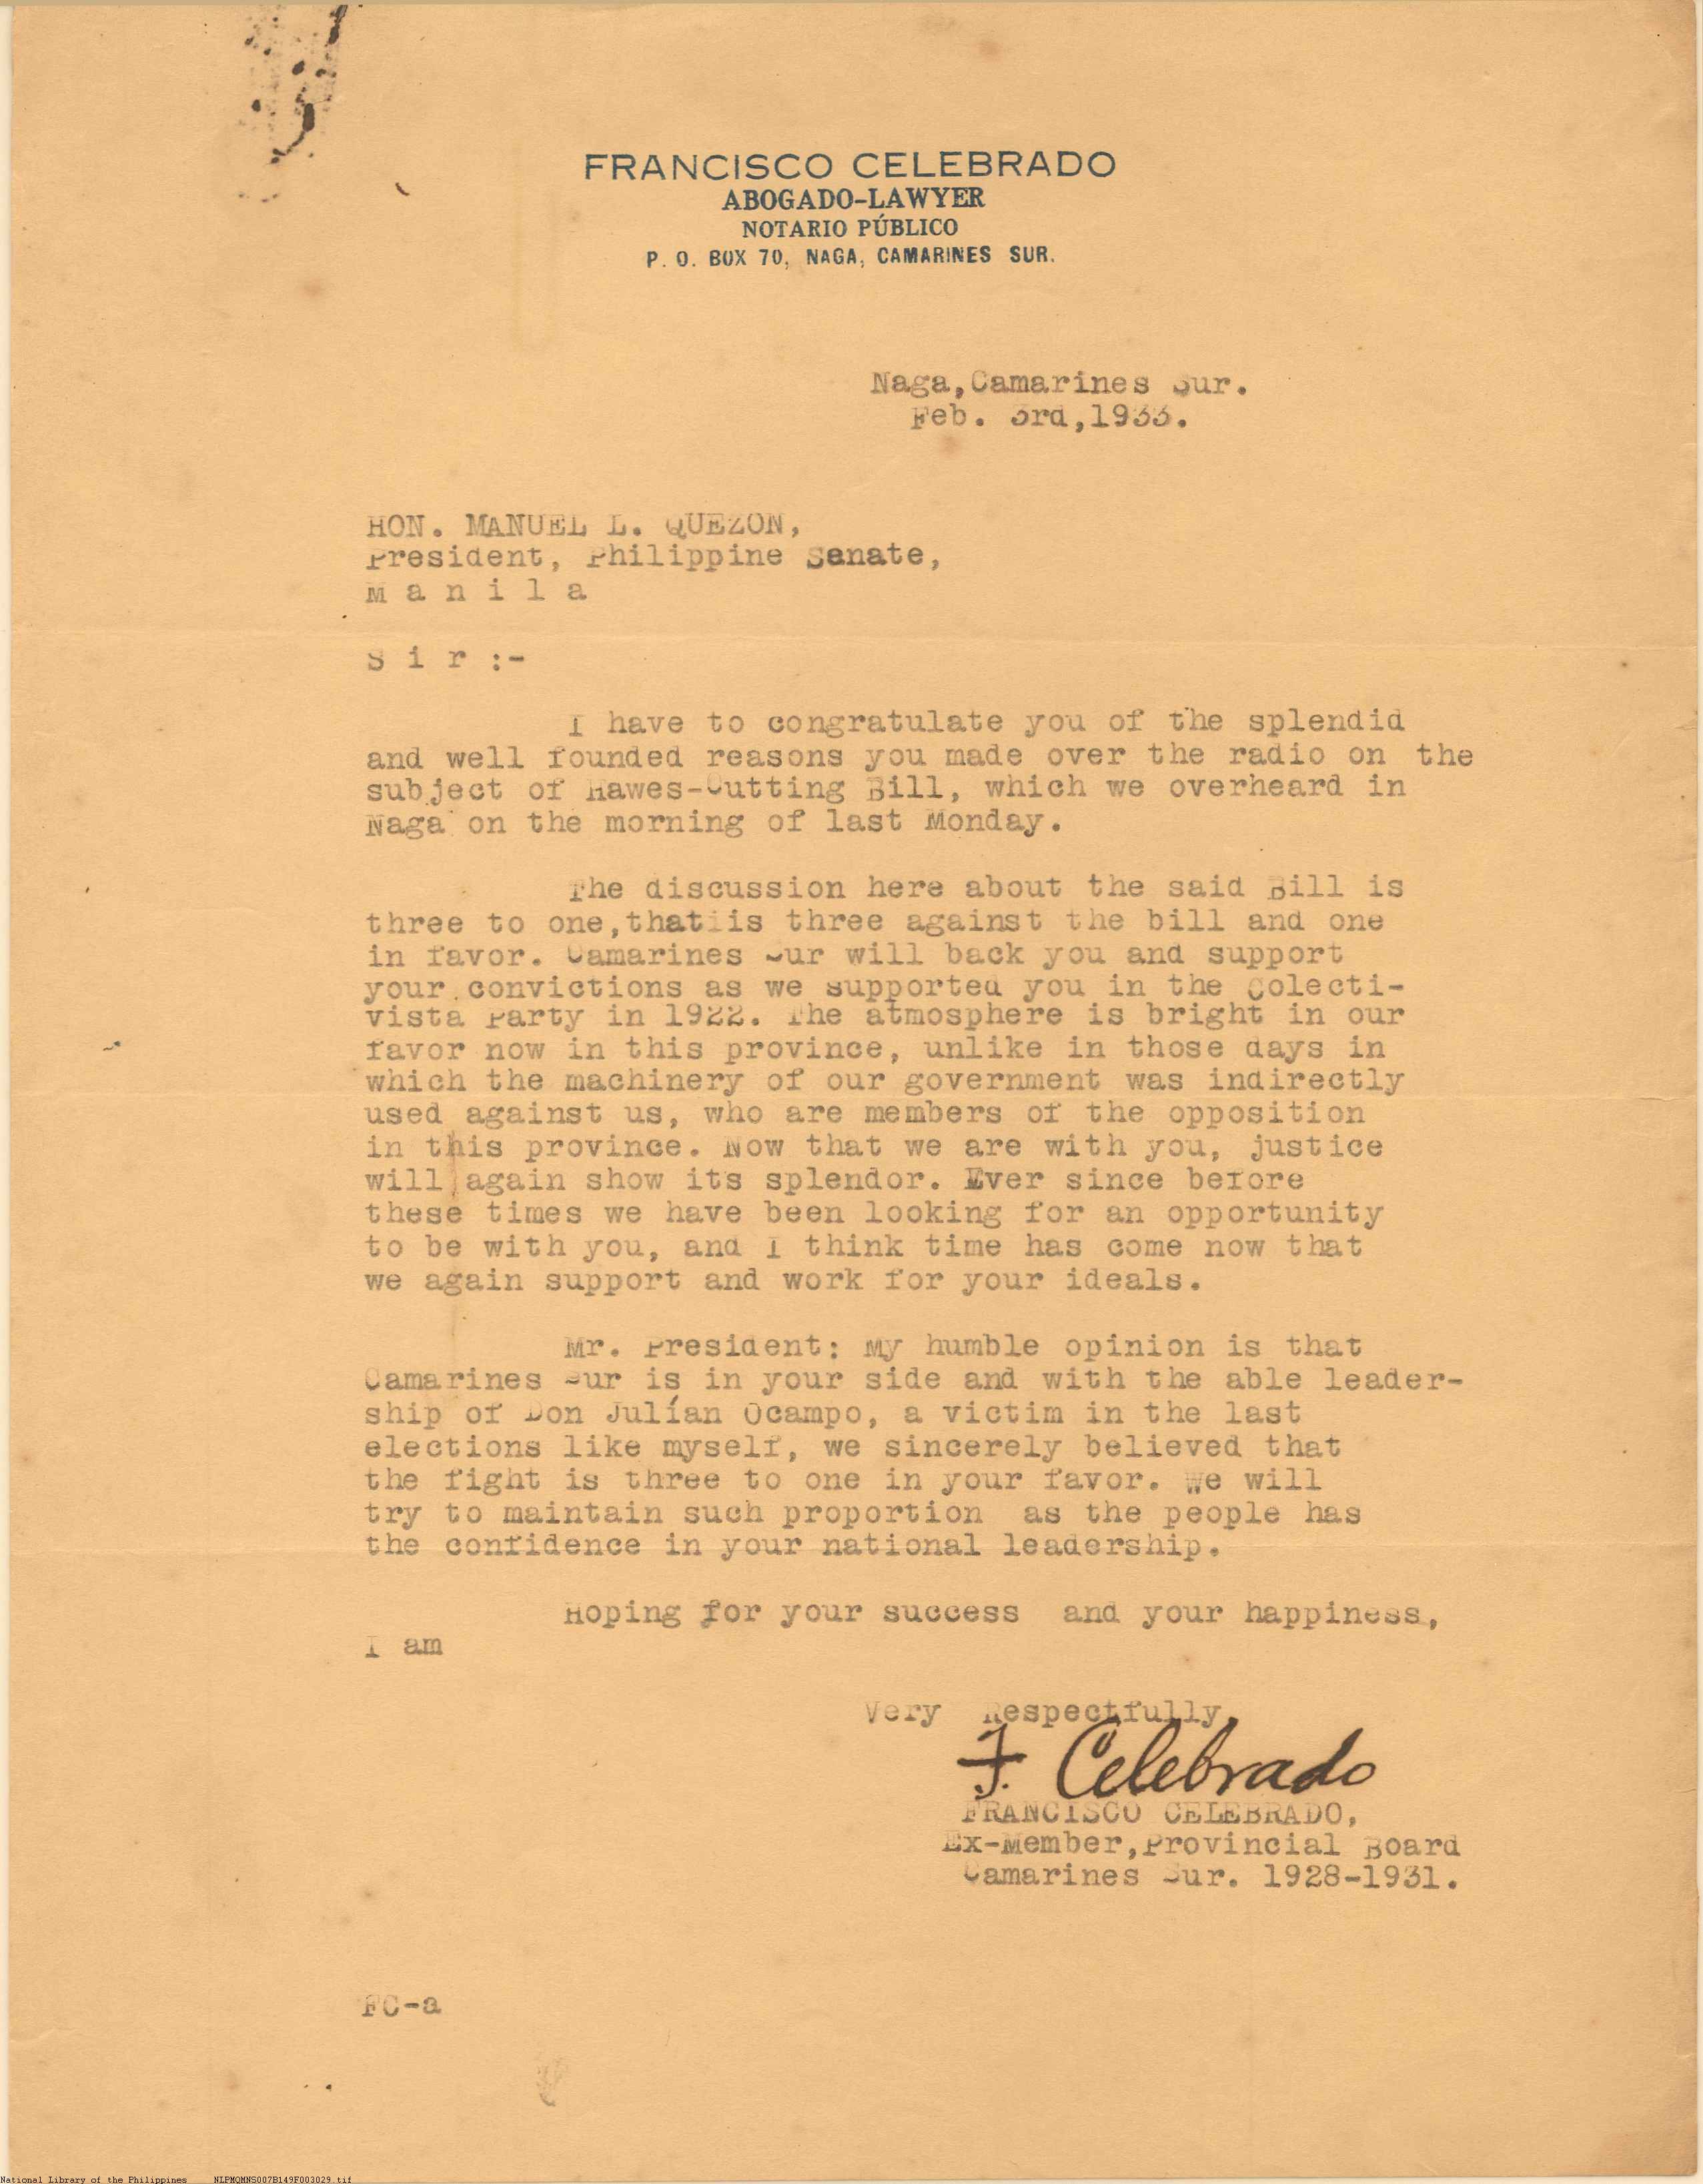 FRANCISCO CELEBRADO
ABOGADO-LAWYER
NOTARIO PÚBLICO
P. O. BOX 70, NAGA, CAMARINES SUR.
Naga,Camarines Sur.
Feb. 3rd,1933.
HON. MANUEL L. QUEZON,
President, Philippine Senate,
M a n i l a
S i r :-
I have to congratulate you of the splendid
and well founded reasons you made over the radio on the
subject of Hawes-Cutting Bill, which we overheard in
Naga on the morning of last Monday.
The discussion here about the said Bill is
three to one,that is three against the bill and one
in favor. Camarines Sur will back you and support
your convictions as we supported you in the Colecti-
vista Party in 1922. The atmosphere is bright in our
favor now in this province, unlike in those days in
which the machinery of our government was indirectly
used against us, who are members of the opposition
in this province. Now that we are with you, justice
will again show its splendor. Ever since before
these times we have been looking for an opportunity
to be with you, and I think time has come now that
we again support and work for your ideals.
Mr. President: My humble opinion is that
Camarines Sur is in your side and with the able leader-
ship of Don Julían Ocampo, a victim in the last
elections like myself, we sincerely believed that
the fight is three to one in your favor. We will
try to maintain such proportion as the people has
the confidence in your national leadership.
Hoping for your success and your happiness,
I am
Very Respectfully,
F. Celebrado
FRANCISCO CELEBRADO,
Ex-Member,Provincial Board
Camarines Sur. 1928-1931.
FC-a
National Library of the Philippines NLPMQMNS007B149F003029.tif